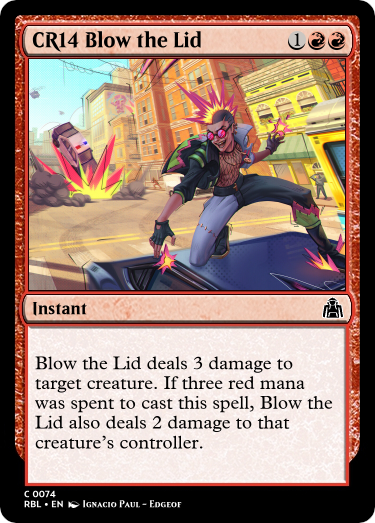 CR14 Blow the Lid 1
Instant
Blow the Lid deals 3 damage to
target creature. If three red mana
was spent to cast this spell, Blow the
Lid also deals 2 damage to that
creature's controller.
C 0074
RBL • EN Ignacio Paul – Edgeof